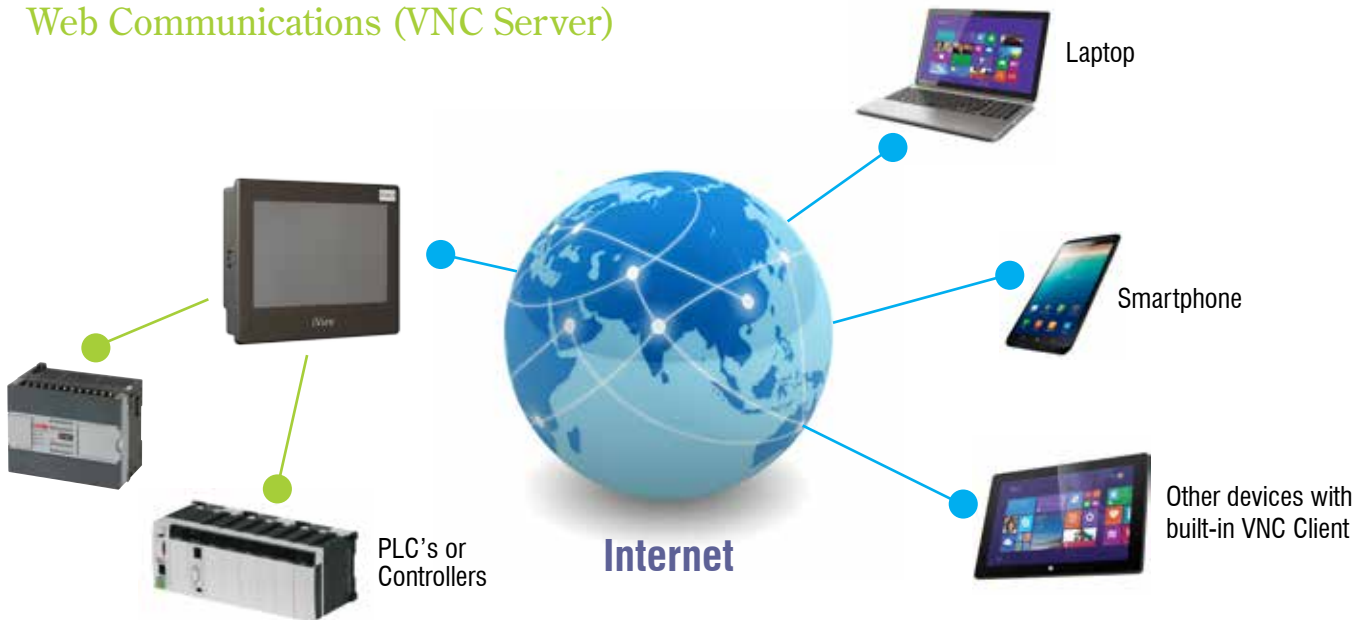 Web Communications (VNC Server)
Laptop
Smartphone
Other devices with
built-in VNC Client
PLC's or
Controllers
Internet